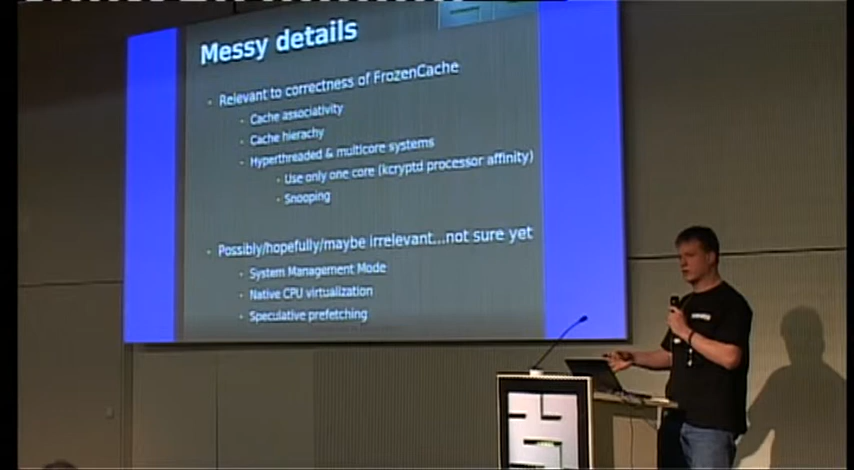 Messy details
Relevant to correctness of FrozenCache
Cache associativity
Cache hierachy
Hyperthreaded & multicore systems
Use only one core (kcryptd processor affinity)
Snooping
Possibly/hopefully/maybe irrelevant...not sure yet
System Management Mode
Native CPU virtualization
Speculative prefetching